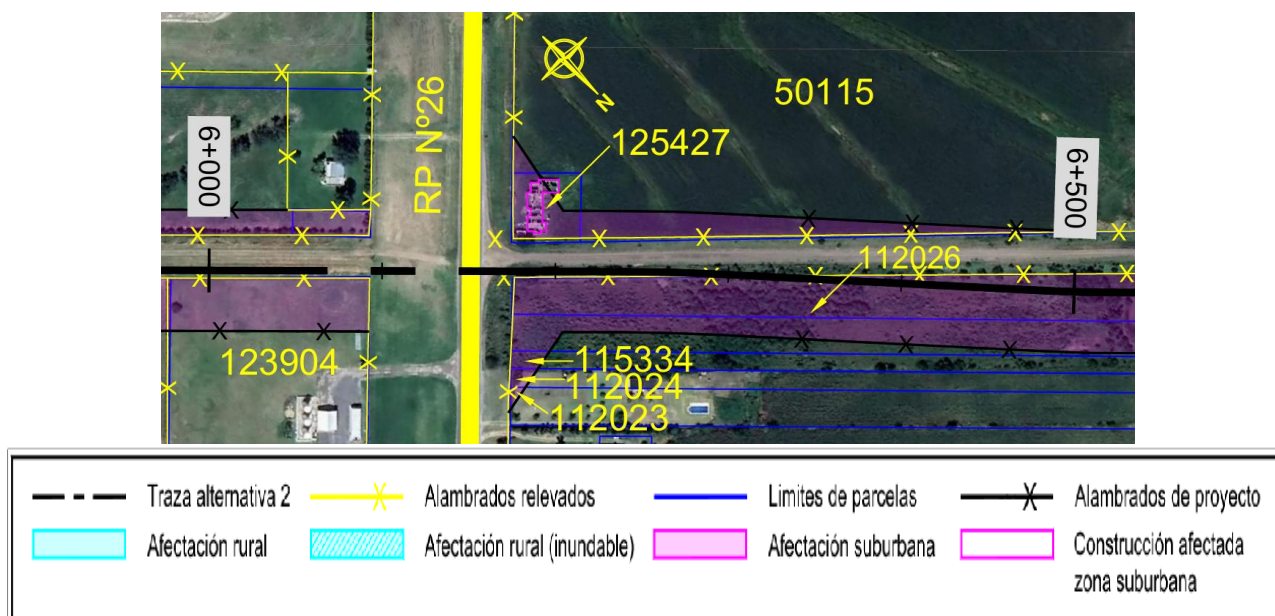 6+000
RP Nº26
N
50115
125427
6+500
112026
123904
115334
112024
112023
Traza alternativa 2
Alambrados relevados
Limites de parcelas
Alambrados de proyecto
Afectación rural
Afectación rural (inundable)
Afectación suburbana
Construcción afectada
zona suburbana